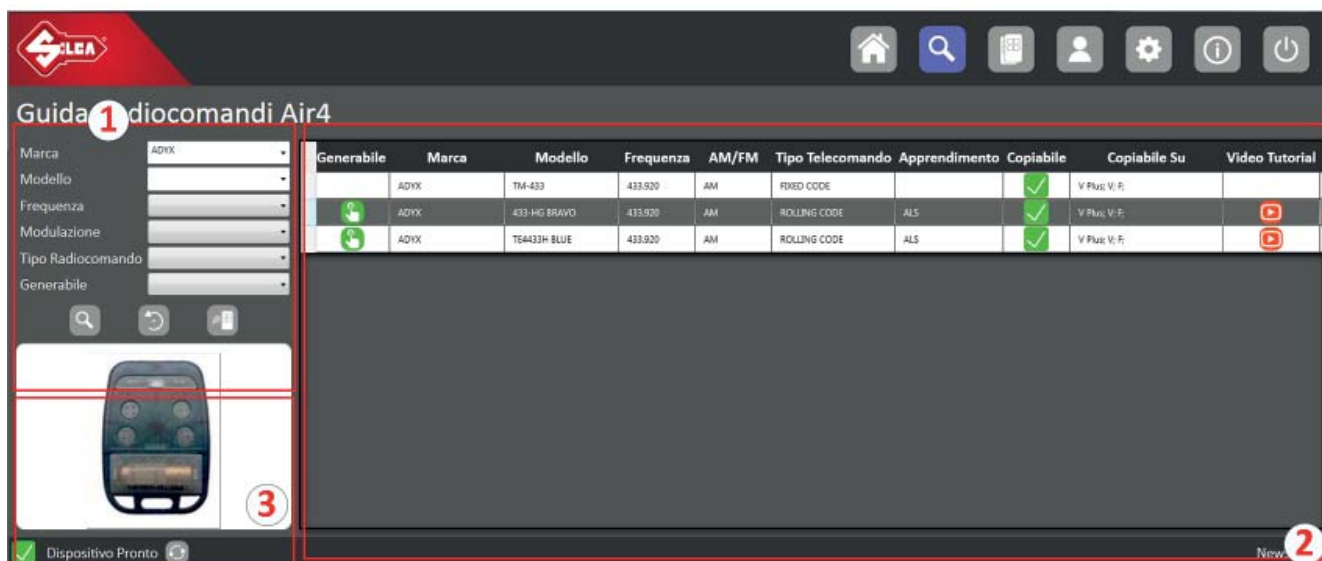 SILCA
Guida diocomandi Air4
1
Marca ADYX
Modello
Frequenza
Modulazione
Tipo Radiocomando
Generabile
Generabile Marca Modello Frequenza AM/FM Tipo Telecomando Apprendimento Copiabile Copiabile Su Video Tutorial
ADYX TM-433 433.920 AM FIXED CODE V Plus; V; F;
ADYX 433-HG BRAVO 433.920 AM ROLLING CODE ALS V Plus; V; F;
ADYX TE4433H BLUE 433.920 AM ROLLING CODE ALS V Plus; V; F;
3
Dispositivo Pronto
New
2